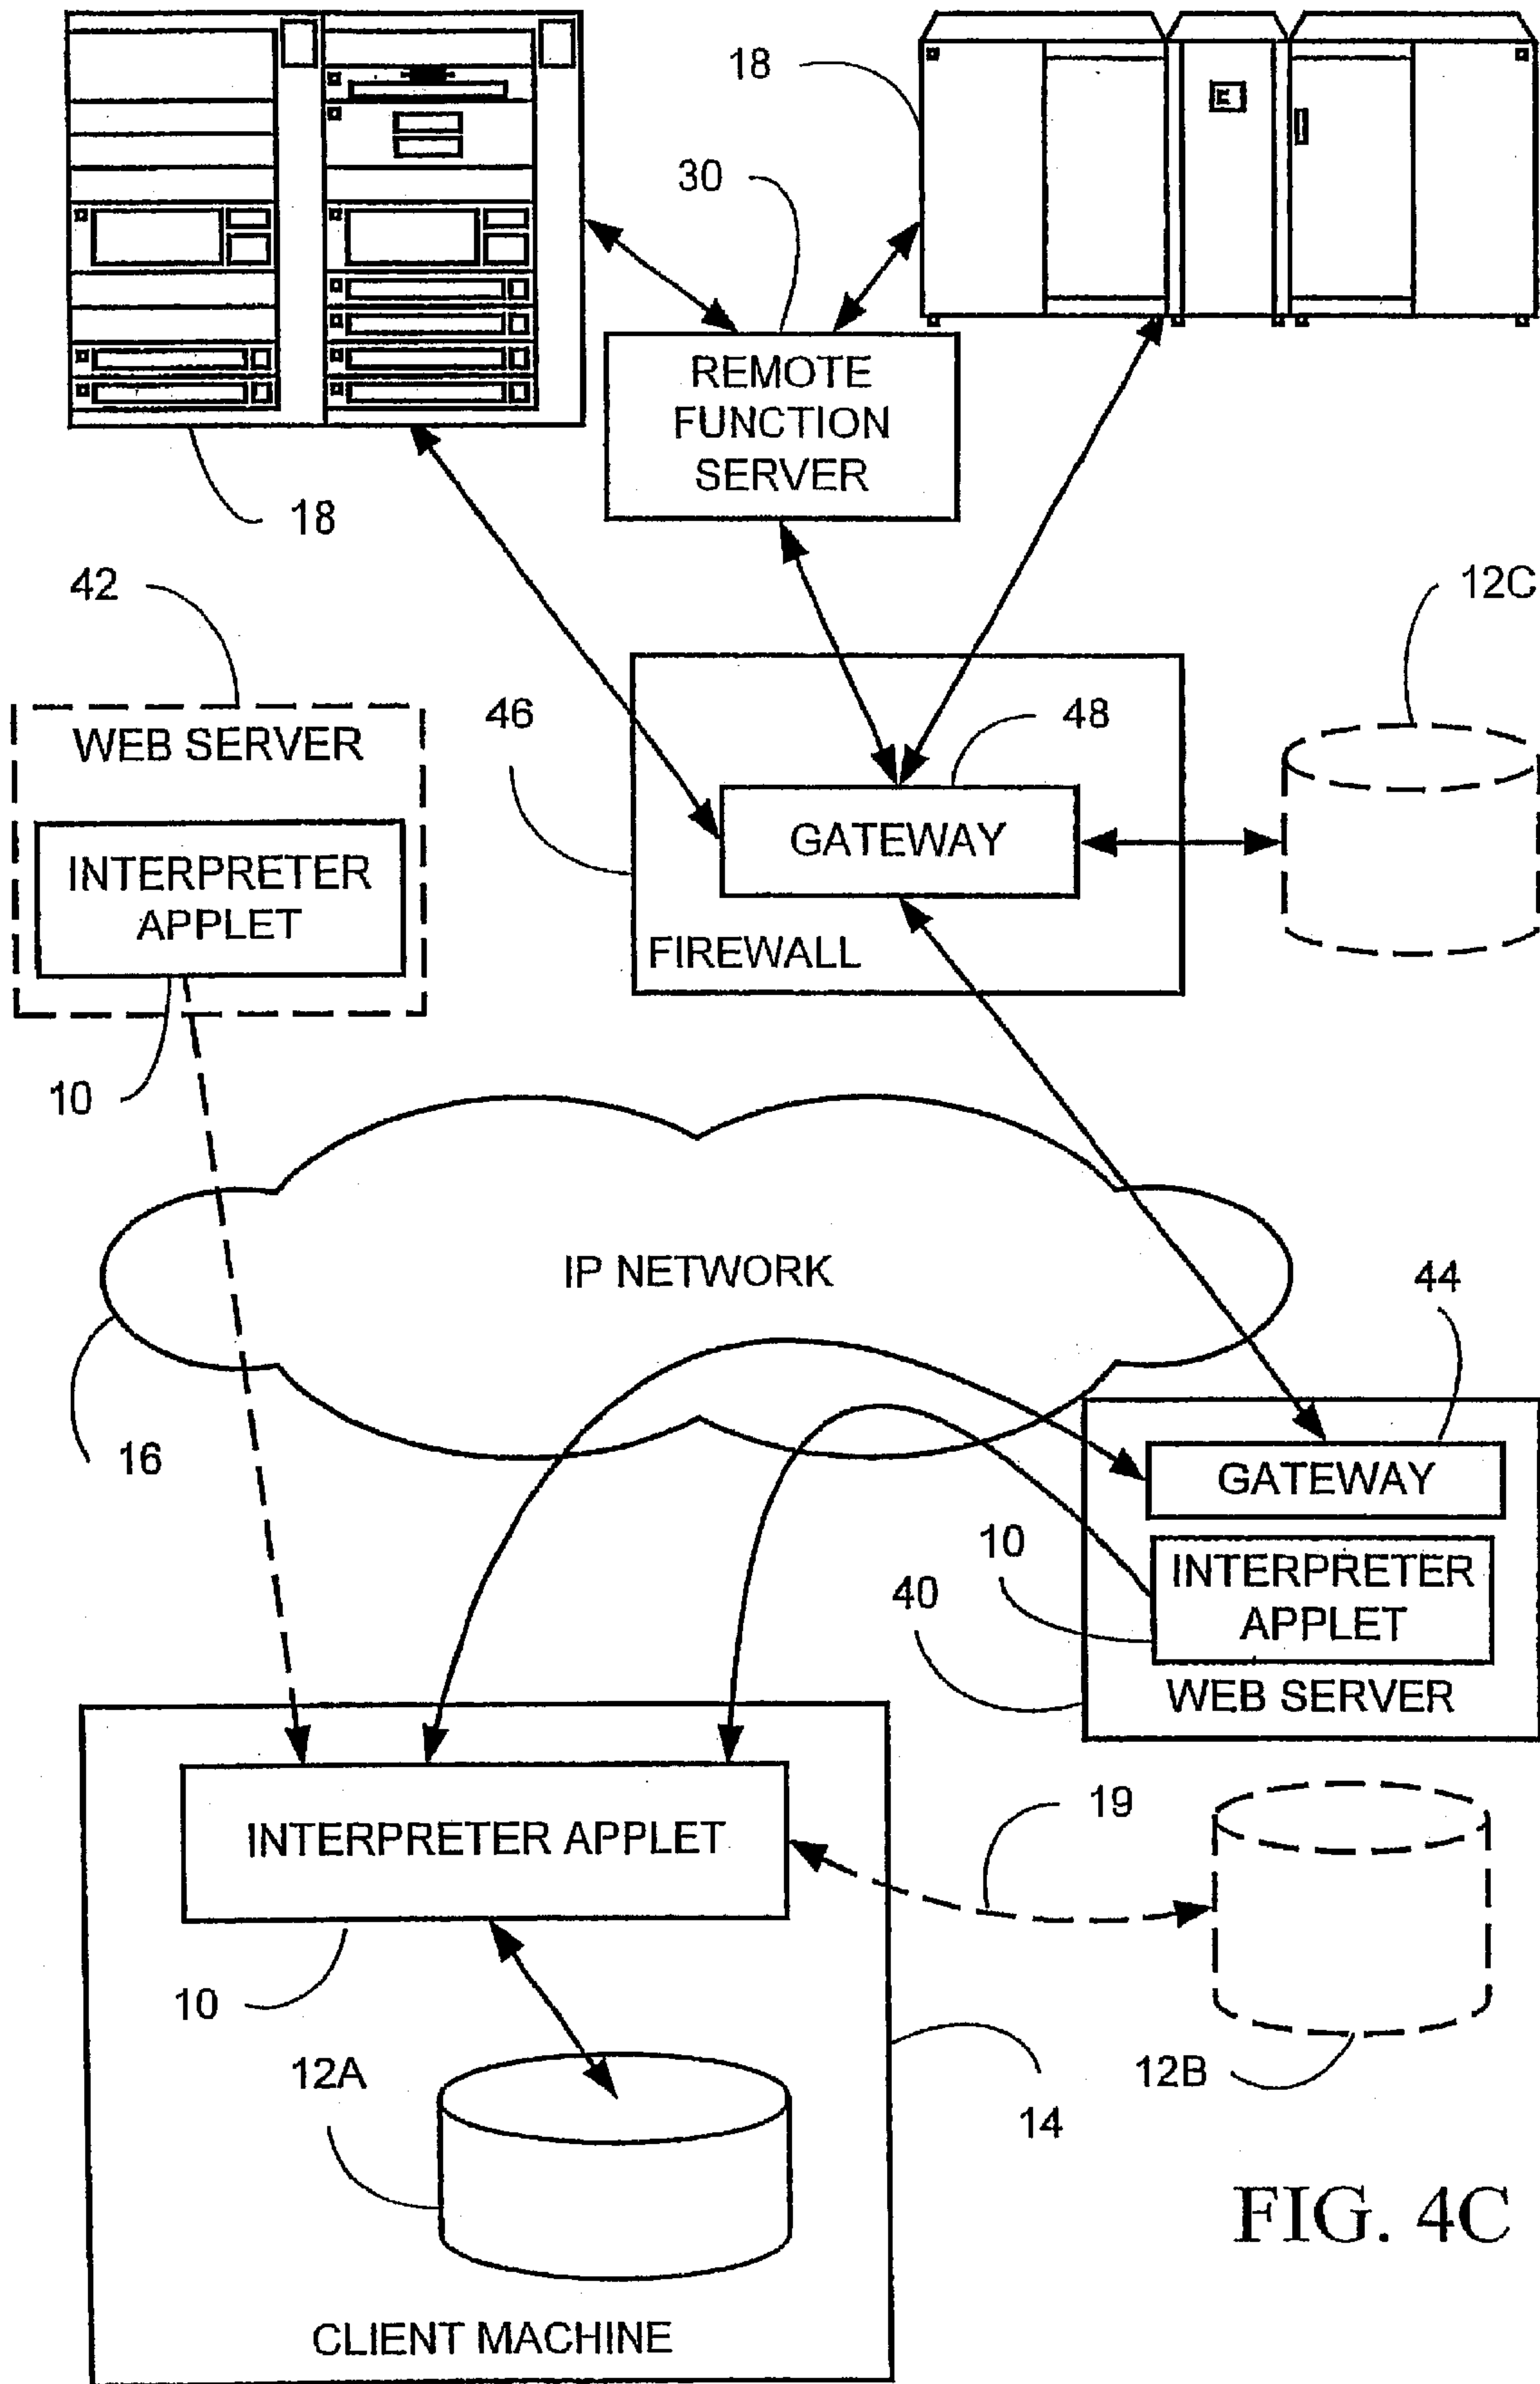 18
30
REMOTE
FUNCTION
SERVER
18
42
12C
WEB SERVER
46
48
INTERPRETER
APPLET
GATEWAY
FIREWALL
10
IP NETWORK
44
16
GATEWAY
10
INTERPRETER
APPLET
40
WEB SERVER
19
INTERPRETER APPLET
10
12A
12B
14
FIG. 4C
CLIENT MACHINE